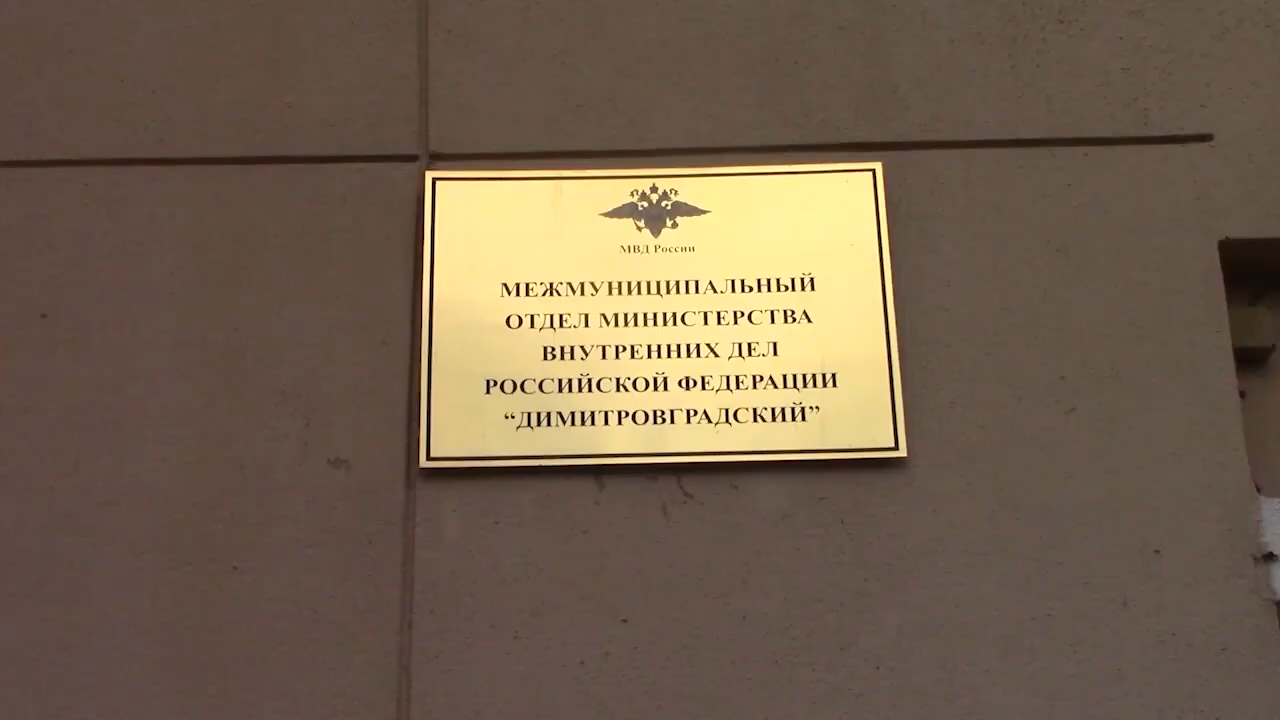 МВД России
МЕЖМУНИЦИПАЛЬНЫЙ
ОТДЕЛ МИНИСТЕРСТВА
ВНУТРЕННИХ ДЕЛ
РОССИЙСКОЙ ФЕДЕРАЦИИ
“ДИМИТРОВГРАДСКИЙ”